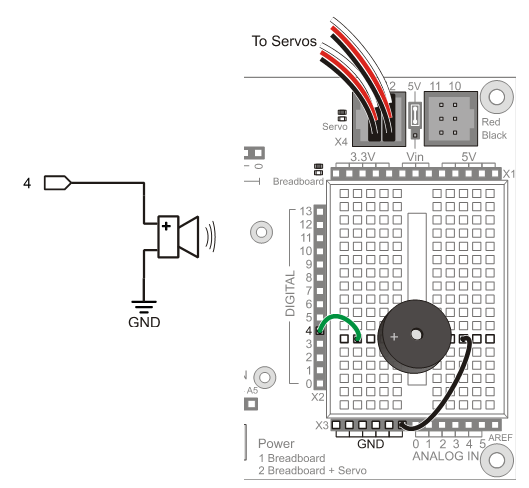 To Servos
2 5V 11 10
Servo
X4
Red
Black
3.3V Vin 5V
X1
0
Breadboard
DIGITAL
13
12
11
10
9
8
7
6
5
4
3
2
1
0
X2
4
+
GND
+
A5
X3
GND
0 1 2 3 4 5
AREF
ANALOG IN
Power
1 Breadboard
2 Breadboard + Servo